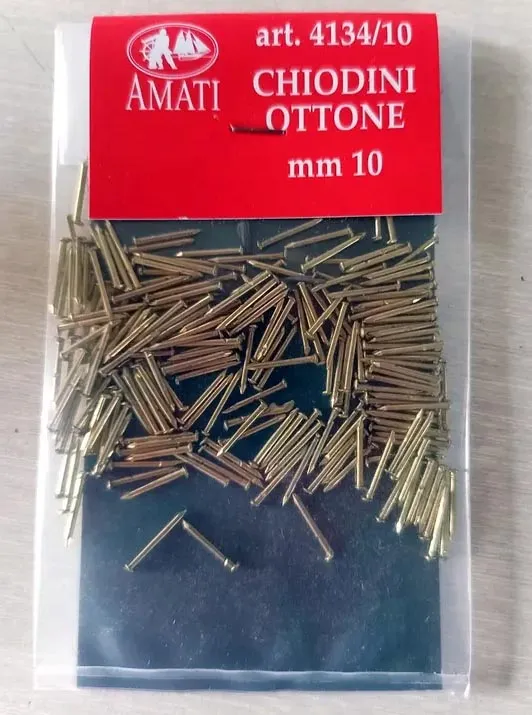 AMATI
art. 4134/10
CHIODINI
OTTONE
mm 10